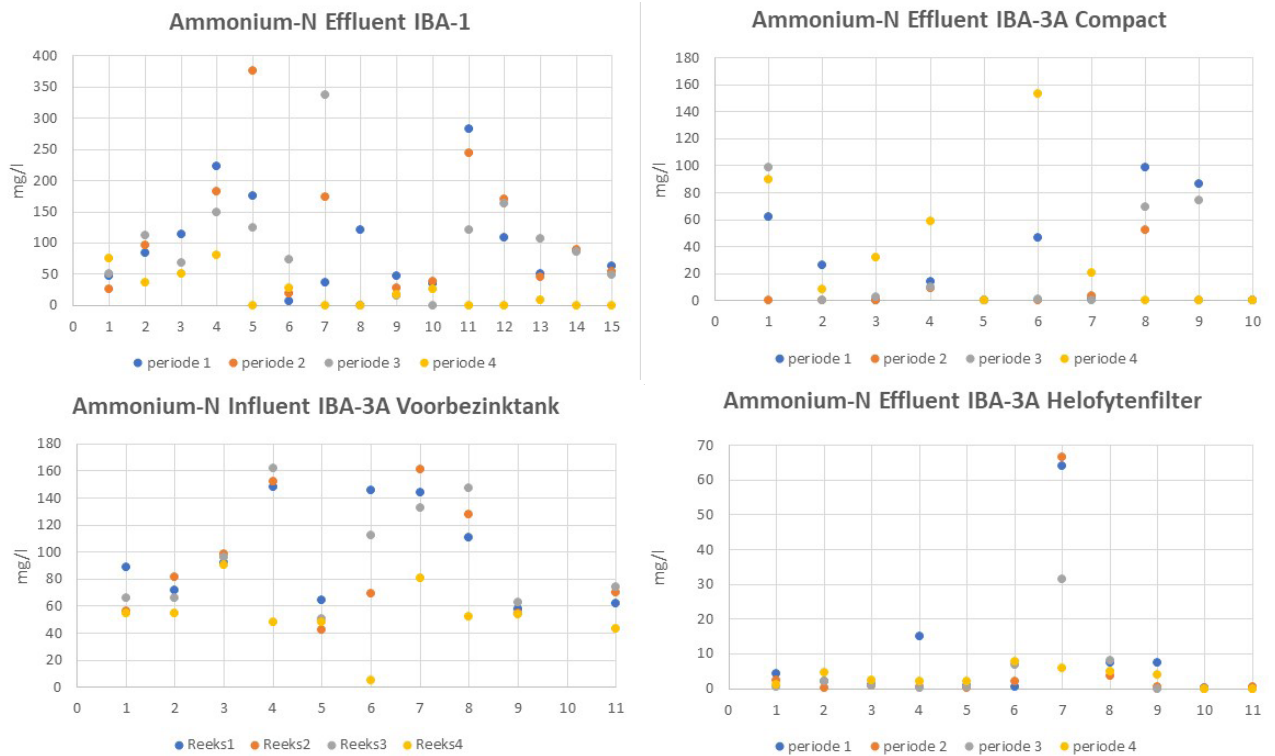 Ammonium-N Effluent IBA-1
mg/l
400
350
300
250
200
150
100
50
0
0 1 2 3 4 5 6 7 8 9 10 11 12 13 14 15
periode 1 periode 2 periode 3 periode 4
Ammonium-N Effluent IBA-3A Compact
mg/l
180
160
140
120
100
80
60
40
20
0
0 1 2 3 4 5 6 7 8 9 10
periode 1 periode 2 periode 3 periode 4
Ammonium-N Influent IBA-3A Voorbezinktank
mg/l
180
160
140
120
100
80
60
40
20
0
0 1 2 3 4 5 6 7 8 9 10 11
Reeks1 Reeks2 Reeks3 Reeks4
Ammonium-N Effluent IBA-3A Helofytenfilter
mg/l
70
60
50
40
30
20
10
0
0 1 2 3 4 5 6 7 8 9 10 11
periode 1 periode 2 periode 3 periode 4